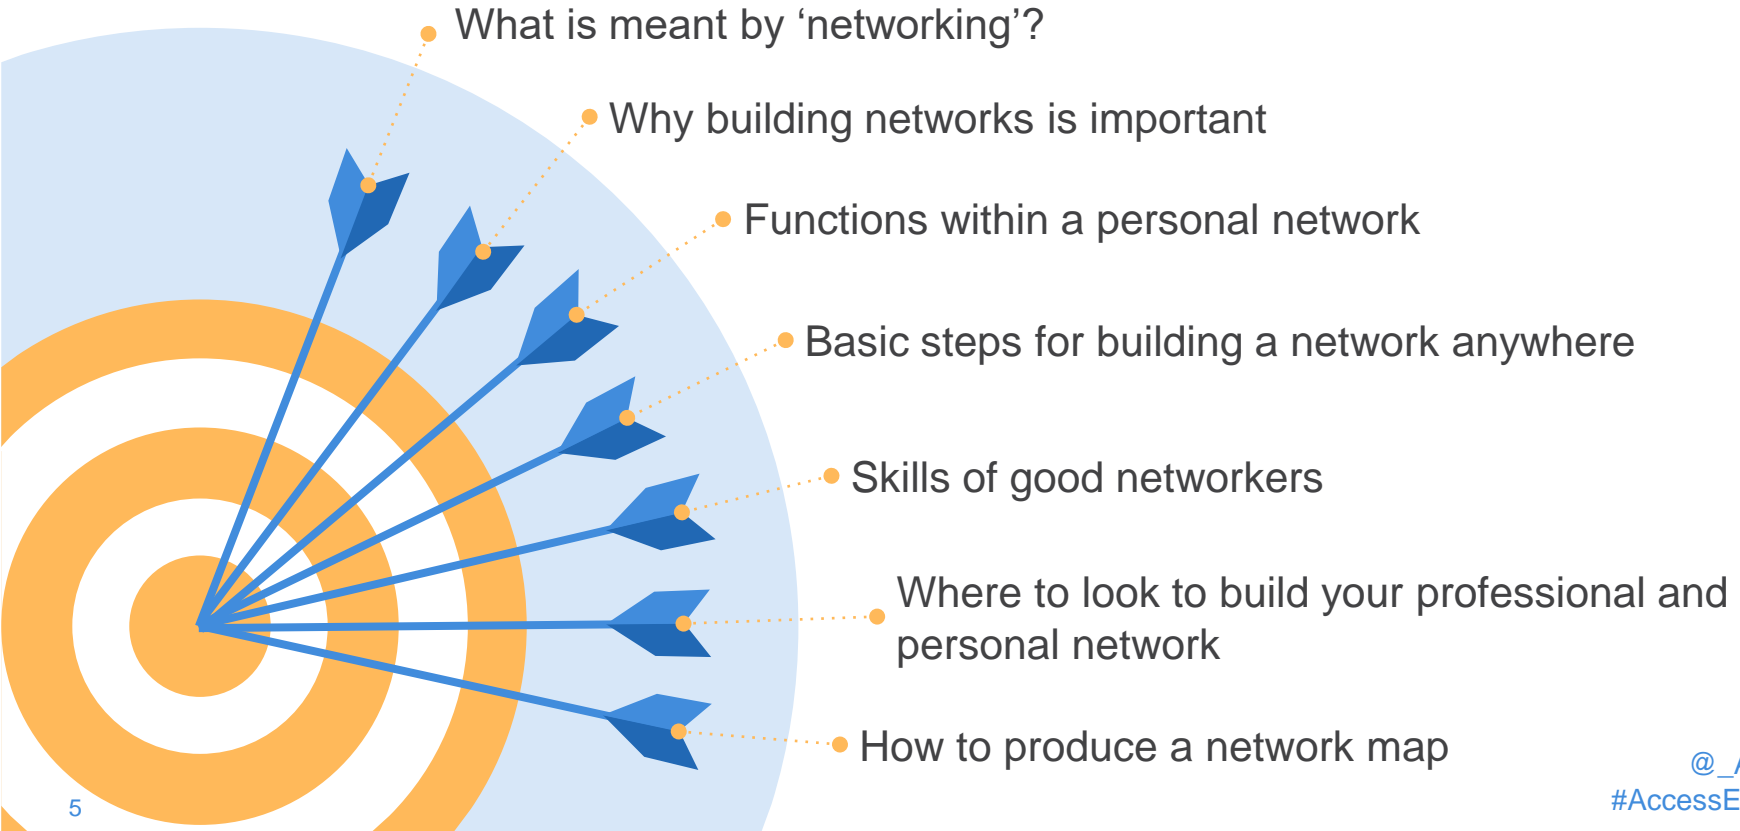 What is meant by ‘networking’?
Why building networks is important
Functions within a personal network
Basic steps for building a network anywhere
Skills of good networkers
Where to look to build your professional and
personal network
How to produce a network map
5